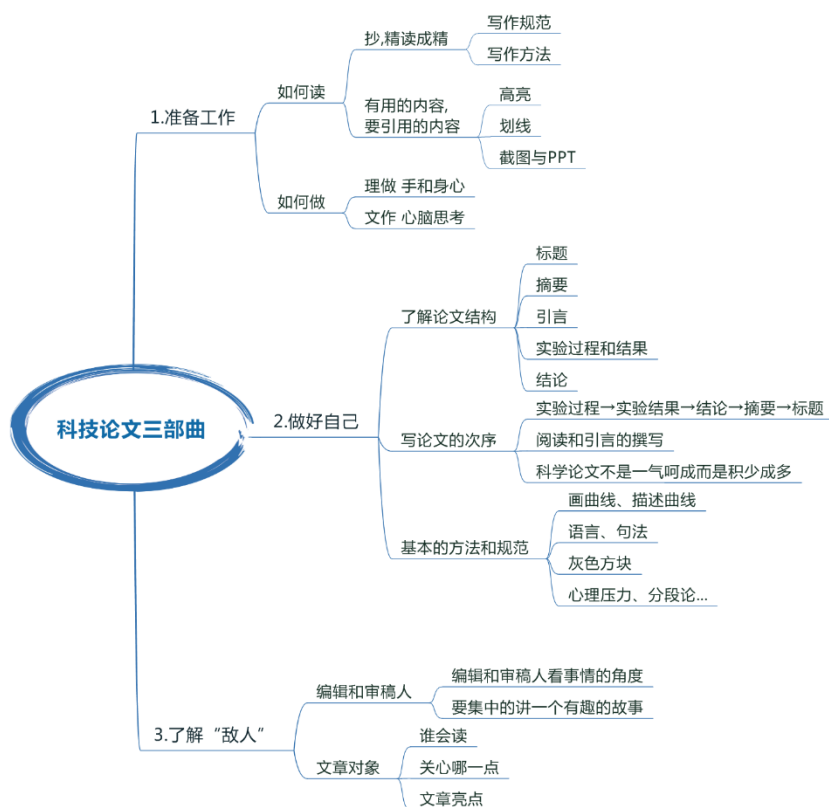 科技论文三部曲
1.准备工作
如何读
抄,精读成精
写作规范
写作方法
有用的内容,
要引用的内容
高亮
划线
截图与PPT
如何做
理做 手和身心
文作 心脑思考
2.做好自己
了解论文结构
标题
摘要
引言
实验过程和结果
结论
写论文的次序
实验过程→实验结果→结论→摘要→标题
阅读和引言的撰写
科学论文不是一气呵成而是积少成多
基本的方法和规范
画曲线、描述曲线
语言、句法
灰色方块
心理压力、分段论...
3.了解“敌人”
编辑和审稿人
编辑和审稿人看事情的角度
要集中的讲一个有趣的故事
文章对象
谁会读
关心哪一点
文章亮点